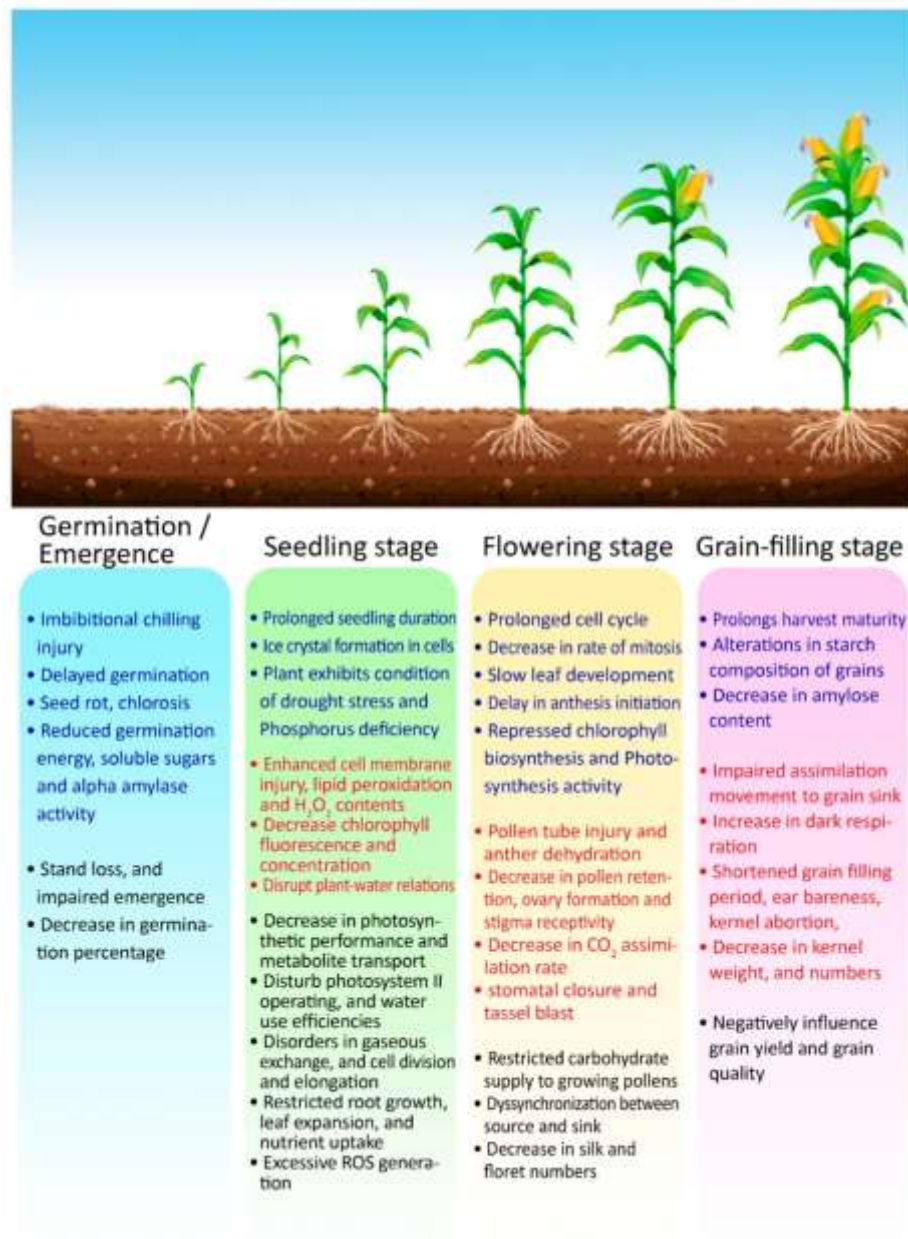 Germination /
Emergence
• Imbibitional chilling
injury
• Delayed germination
• Seed rot, chlorosis
• Reduced germination
energy, soluble sugars
and alpha amylase
activity
• Stand loss, and
impaired emergence
• Decrease in germina-
tion percentage
Seedling stage
• Prolonged seedling duration
• Ice crystal formation in cells
• Plant exhibits condition
of drought stress and
Phosphorus deficiency
• Enhanced cell membrane
injury, lipid peroxidation
and H₂O₂ contents
• Decrease chlorophyll
fluorescence and
concentration
• Disrupt plant-water relations
• Decrease in photosyn-
thetic performance and
metabolite transport
• Disturb photosystem II
operating, and water
use efficiencies
• Disorders in gaseous
exchange, and cell division
and elongation
• Restricted root growth,
leaf expansion, and
nutrient uptake
• Excessive ROS genera-
tion
Flowering stage
• Prolonged cell cycle
• Decrease in rate of mitosis
• Slow leaf development
• Delay in anthesis initiation
• Repressed chlorophyll
biosynthesis and Photo-
synthesis activity
• Pollen tube injury and
anther dehydration
• Decrease in pollen reten-
tion, ovary formation and
stigma receptivity
• Decrease in CO₂ assimi-
lation rate
• stomatal closure and
tassel blast
• Restricted carbohydrate
supply to growing pollens
• Dyssynchronization between
source and sink
• Decrease in silk and
floret numbers
Grain-filling stage
• Prolongs harvest maturity
• Alterations in starch
composition of grains
• Decrease in amylose
content
• Impaired assimilation
movement to grain sink
• Increase in dark respi-
ration
• Shortened grain filling
period, ear bareness,
kernel abortion,
• Decrease in kernel
weight, and numbers
• Negatively influence
grain yield and grain
quality